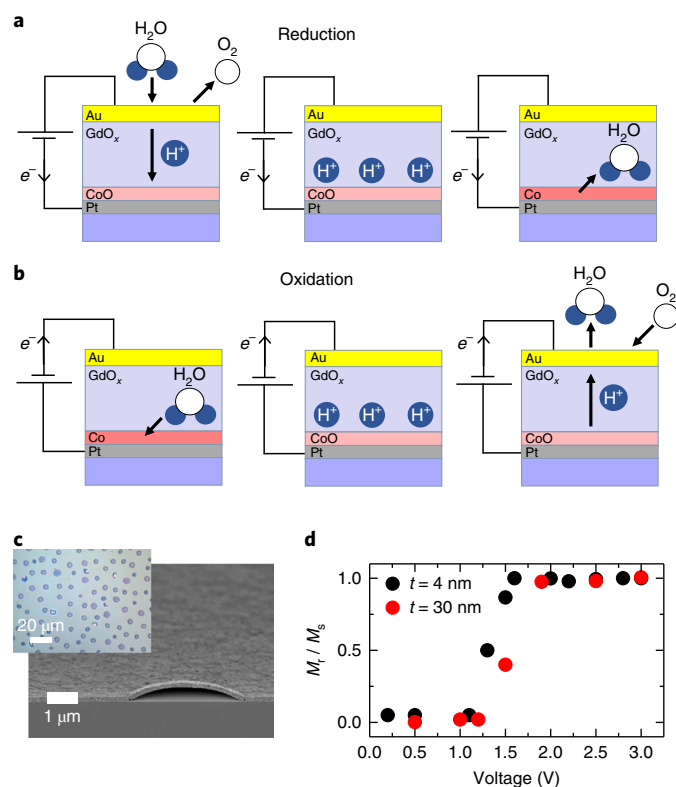 a
Reduction
H₂O
O₂
Au
GdOₓ
H⁺
e⁻
CoO
Pt
Au
GdOₓ
H⁺ H⁺ H⁺
e⁻
CoO
Pt
Au
GdOₓ
H₂O
e⁻
Co
Pt
b
Oxidation
e⁻
Au
GdOₓ
H₂O
Co
Pt
e⁻
Au
GdOₓ
H⁺ H⁺ H⁺
CoO
Pt
H₂O
O₂
e⁻
Au
GdOₓ
H⁺
CoO
Pt
c
20 μm
1 μm
d
t = 4 nm
t = 30 nm
Mᵣ / Mₛ
1.0
0.5
0.0
0.0 0.5 1.0 1.5 2.0 2.5 3.0
Voltage (V)